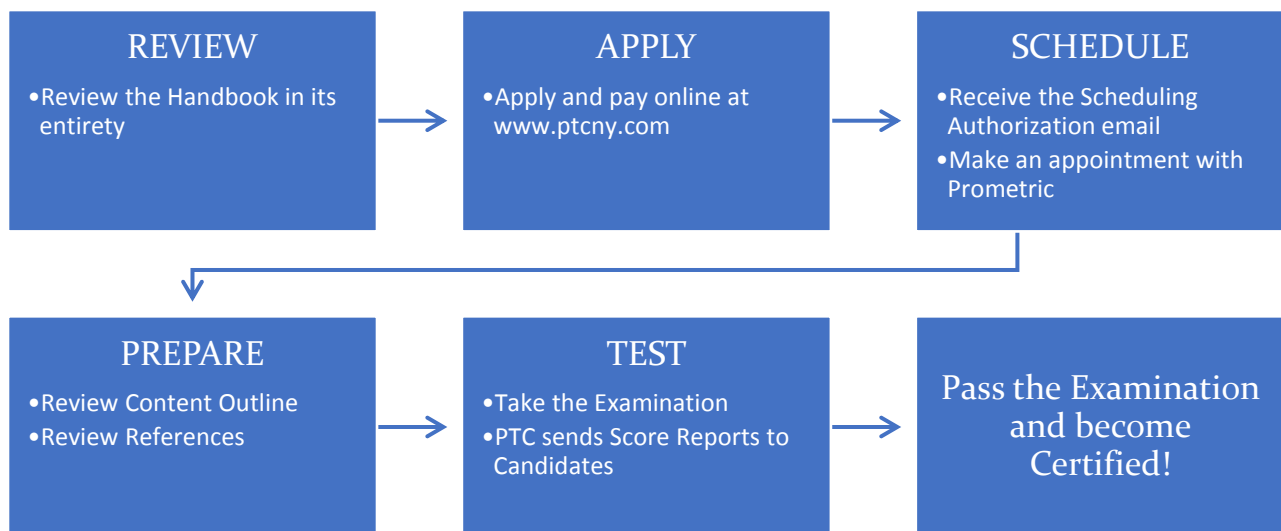 REVIEW
•Review the Handbook in its
entirety
APPLY
•Apply and pay online at
www.ptcny.com
SCHEDULE
•Receive the Scheduling
Authorization email
•Make an appointment with
Prometric
PREPARE
•Review Content Outline
•Review References
TEST
•Take the Examination
•PTC sends Score Reports to
Candidates
Pass the Examination
and become
Certified!